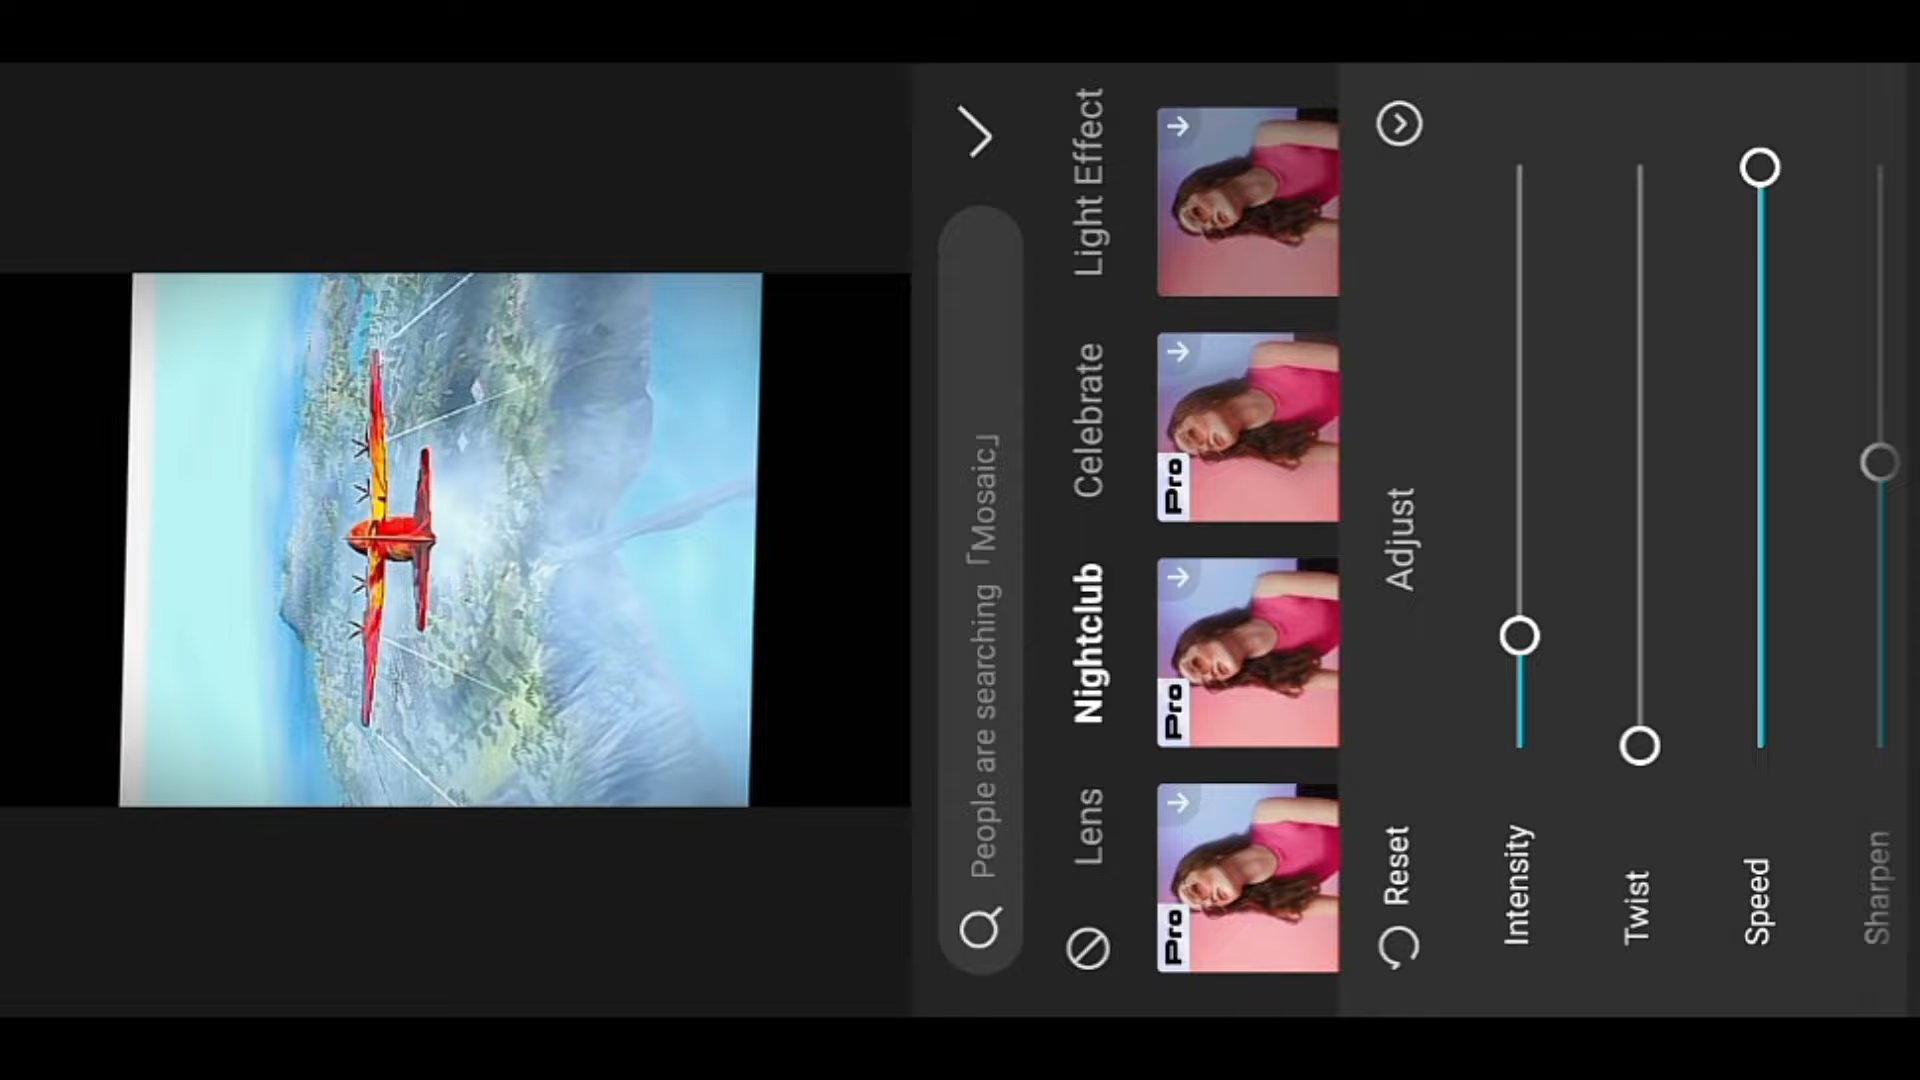 People are searching「Mosaic」
Lens Nightclub Celebrate Light Effect
Pro Pro Pro
Reset Adjust
Intensity
Twist
Speed
Sharpen